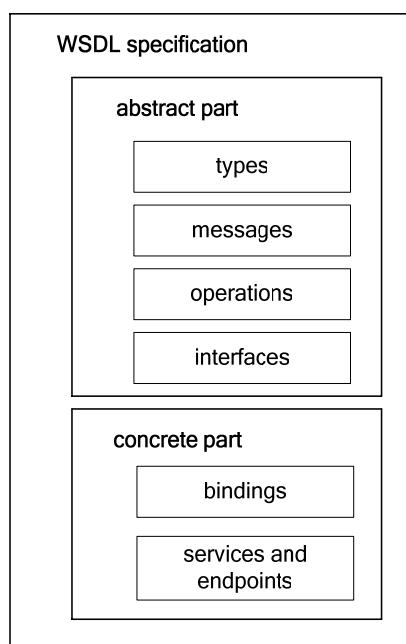 WSDL specification
abstract part
types
messages
operations
interfaces
concrete part
bindings
services and
endpoints